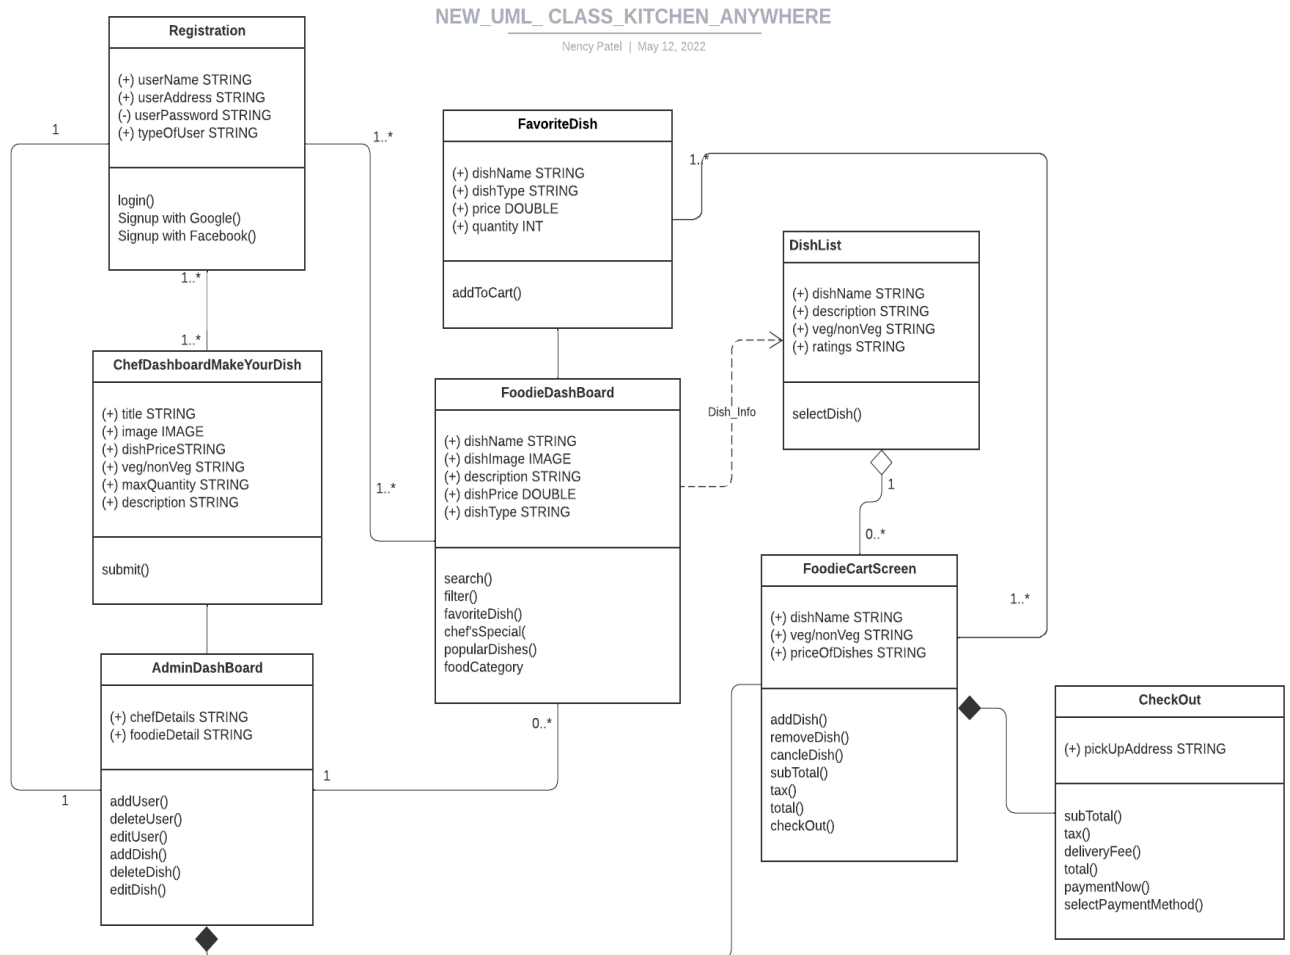 NEW_UML_ CLASS_KITCHEN_ANYWHERE
Nency Patel | May 12, 2022
Registration
(+) userName STRING
(+) userAddress STRING
(-) userPassword STRING
(+) typeOfUser STRING
login()
Signup with Google()
Signup with Facebook()
1
1..*
1..*
1..*
1..*
ChefDashboardMakeYourDish
(+) title STRING
(+) image IMAGE
(+) dishPriceSTRING
(+) veg/nonVeg STRING
(+) maxQuantity STRING
(+) description STRING
submit()
AdminDashBoard
(+) chefDetails STRING
(+) foodieDetail STRING
addUser()
deleteUser()
editUser()
addDish()
deleteDish()
editDish()
1
1
0..*
FavoriteDish
(+) dishName STRING
(+) dishType STRING
(+) price DOUBLE
(+) quantity INT
addToCart()
1..*
FoodieDashBoard
(+) dishName STRING
(+) dishImage IMAGE
(+) description STRING
(+) dishPrice DOUBLE
(+) dishType STRING
search()
filter()
favoriteDish()
chef'sSpecial(
popularDishes()
foodCategory
Dish_Info
DishList
(+) dishName STRING
(+) description STRING
(+) veg/nonVeg STRING
(+) ratings STRING
selectDish()
1
0..*
FoodieCartScreen
(+) dishName STRING
(+) veg/nonVeg STRING
(+) priceOfDishes STRING
addDish()
removeDish()
cancleDish()
subTotal()
tax()
total()
checkOut()
1..*
CheckOut
(+) pickUpAddress STRING
subTotal()
tax()
deliveryFee()
total()
paymentNow()
selectPaymentMethod()